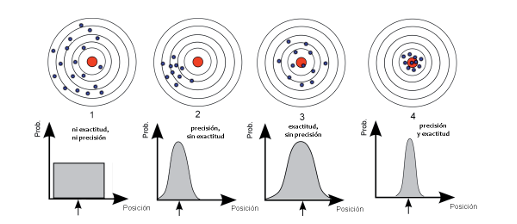 1
2
3
4
Prob.
ni exactitud,
ni precisión
Posición
Prob.
precisión,
sin exactitud
Posición
Prob.
exactitud,
sin precisión
Posición
Prob.
precisión
y exactitud
Posición